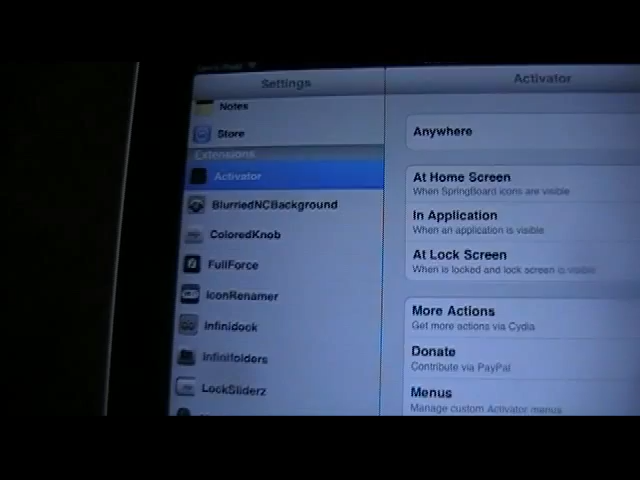 Settings
Activator
Notes
Store
Extensions
Activator
BlurriedNCBackground
ColoredKnob
FullForce
IconRenamer
Infinidock
Infinifolders
LockSliderz
Anywhere
At Home Screen
When SpringBoard icons are visible
In Application
When an application is visible
At Lock Screen
When is locked and lock screen is visible
More Actions
Get more actions via Cydia
Donate
Contribute via PayPal
Menus
Manage custom Activator menus